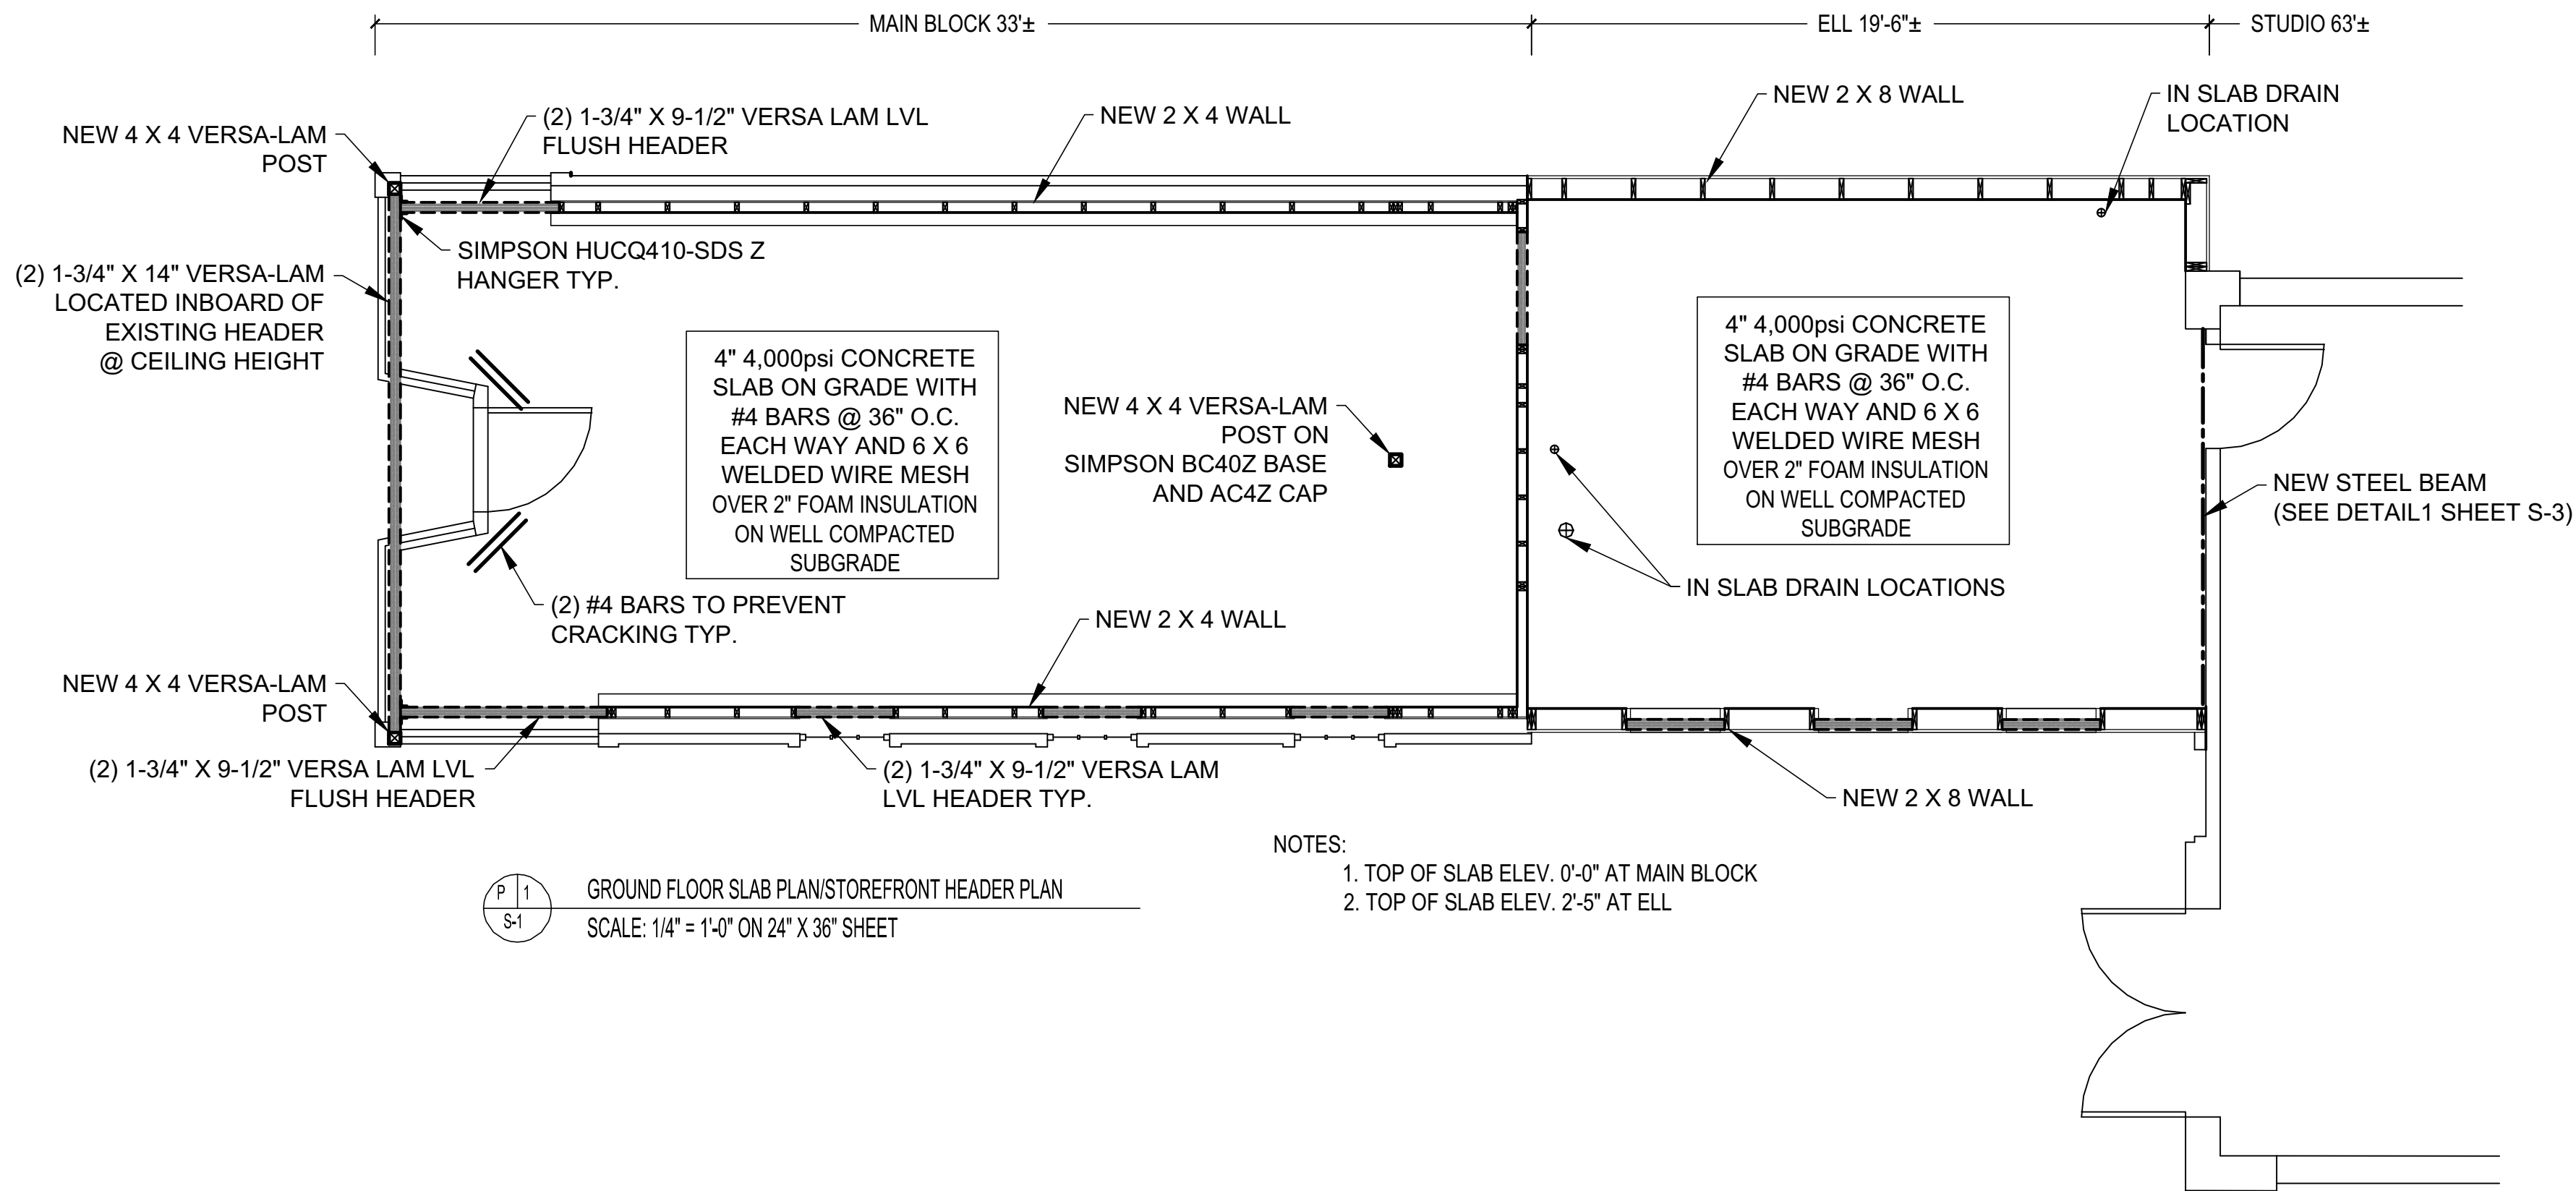 MAIN BLOCK 33'±
ELL 19'-6"±
STUDIO 63'±
NEW 4 X 4 VERSA-LAM
POST
(2) 1-3/4" X 9-1/2" VERSA LAM LVL
FLUSH HEADER
NEW 2 X 4 WALL
NEW 2 X 8 WALL
IN SLAB DRAIN
LOCATION
SIMPSON HUCQ410-SDS Z
HANGER TYP.
(2) 1-3/4" X 14" VERSA-LAM
LOCATED INBOARD OF
EXISTING HEADER
@ CEILING HEIGHT
4" 4,000psi CONCRETE
SLAB ON GRADE WITH
#4 BARS @ 36" O.C.
EACH WAY AND 6 X 6
WELDED WIRE MESH
OVER 2" FOAM INSULATION
ON WELL COMPACTED
SUBGRADE
NEW 4 X 4 VERSA-LAM
POST ON
SIMPSON BC40Z BASE
AND AC4Z CAP
4" 4,000psi CONCRETE
SLAB ON GRADE WITH
#4 BARS @ 36" O.C.
EACH WAY AND 6 X 6
WELDED WIRE MESH
OVER 2" FOAM INSULATION
ON WELL COMPACTED
SUBGRADE
NEW STEEL BEAM
(SEE DETAIL1 SHEET S-3)
IN SLAB DRAIN LOCATIONS
(2) #4 BARS TO PREVENT
CRACKING TYP.
NEW 2 X 4 WALL
NEW 4 X 4 VERSA-LAM
POST
(2) 1-3/4" X 9-1/2" VERSA LAM LVL
FLUSH HEADER
(2) 1-3/4" X 9-1/2" VERSA LAM
LVL HEADER TYP.
NEW 2 X 8 WALL
NOTES:
1. TOP OF SLAB ELEV. 0'-0" AT MAIN BLOCK
2. TOP OF SLAB ELEV. 2'-5" AT ELL
P 1
S-1
GROUND FLOOR SLAB PLAN/STOREFRONT HEADER PLAN
SCALE: 1/4" = 1'-0" ON 24" X 36" SHEET